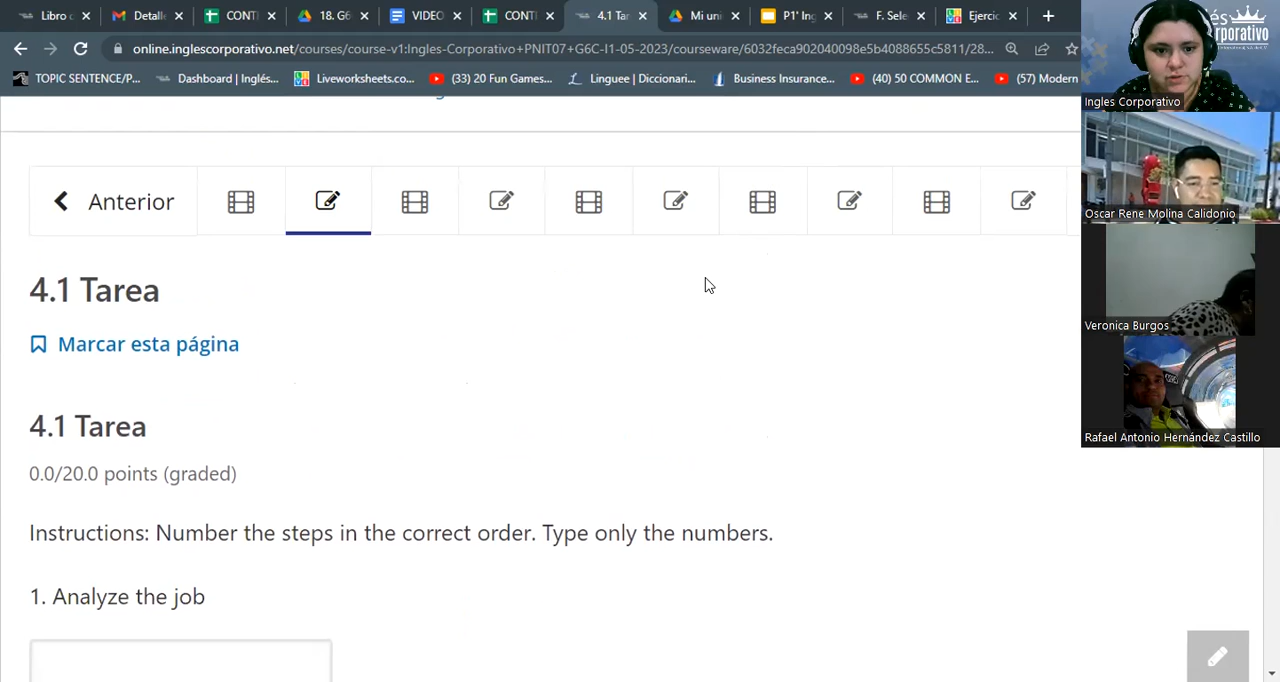 Libro c
Detalle
CONTI
18. G6
VIDEO
CONTI
4.1 Tar
Mi uni
P1' Ing
F. Sele
Ejercic
online.inglescorporativo.net/courses/course-v1:Ingles-Corporativo+PNIT07+G6C-I1-05-2023/courseware/6032feca902040098e5b4088655c5811/28...
TOPIC SENTENCE/P...
Dashboard | Inglés...
Liveworksheets.co...
(33) 20 Fun Games...
Linguee | Diccionari...
Business Insurance...
(40) 50 COMMON E...
(57) Modern
Anterior
4.1 Tarea
Marcar esta página
4.1 Tarea
0.0/20.0 points (graded)
Instructions: Number the steps in the correct order. Type only the numbers.
1. Analyze the job
Ingles Corporativo
Oscar Rene Molina Calidonio
Veronica Burgos
Rafael Antonio Hernández Castillo